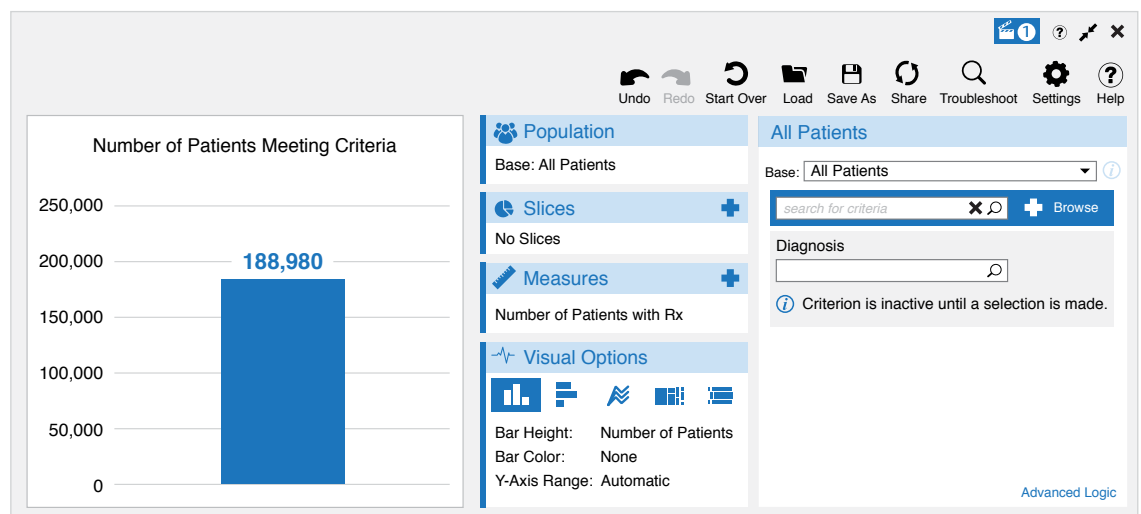 1
Undo Redo Start Over Load Save As Share Troubleshoot Settings Help
Number of Patients Meeting Criteria
250,000
200,000
150,000
100,000
50,000
0
188,980
Population
Base: All Patients
Slices
No Slices
Measures
Number of Patients with Rx
Visual Options
Bar Height: Number of Patients
Bar Color: None
Y-Axis Range: Automatic
All Patients
Base: All Patients
search for criteria
Browse
Diagnosis
Criterion is inactive until a selection is made.
Advanced Logic